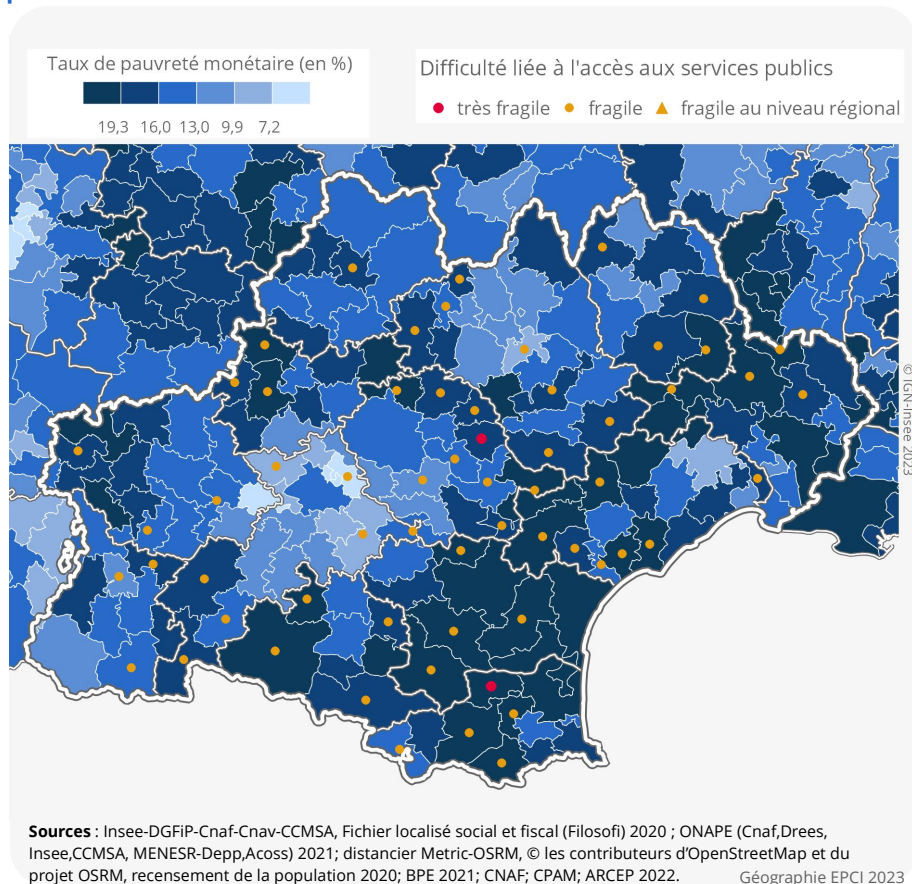 Taux de pauvreté monétaire (en %)
19,3 16,0 13,0 9,9 7,2
Difficulté liée à l'accès aux services publics
très fragile fragile fragile au niveau régional
© IGN-Insee 2023
Sources : Insee-DGFiP-Cnaf-Cnav-CCMSA, Fichier localisé social et fiscal (Filosofi) 2020 ; ONAPE (Cnaf,Drees,
Insee,CCMSA, MENESR-Depp,Acoss) 2021; distancier Metric-OSRM, © les contributeurs d'OpenStreetMap et du
projet OSRM, recensement de la population 2020; BPE 2021; CNAF; CPAM; ARCEP 2022.
Géographie EPCI 2023